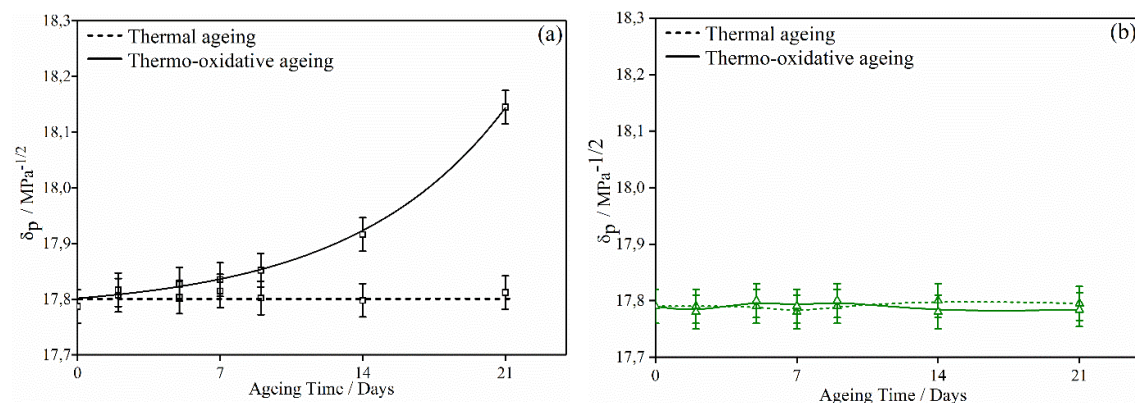 (a)
Thermal ageing
Thermo-oxidative ageing
18,3
18,2
18,1
18,0
17,9
17,8
17,7
δp / MPa-1/2
0
7
14
21
Ageing Time / Days
(b)
Thermal ageing
Thermo-oxidative ageing
18,3
18,2
18,1
18,0
17,9
17,8
17,7
δp / MPa-1/2
0
7
14
21
Ageing Time / Days